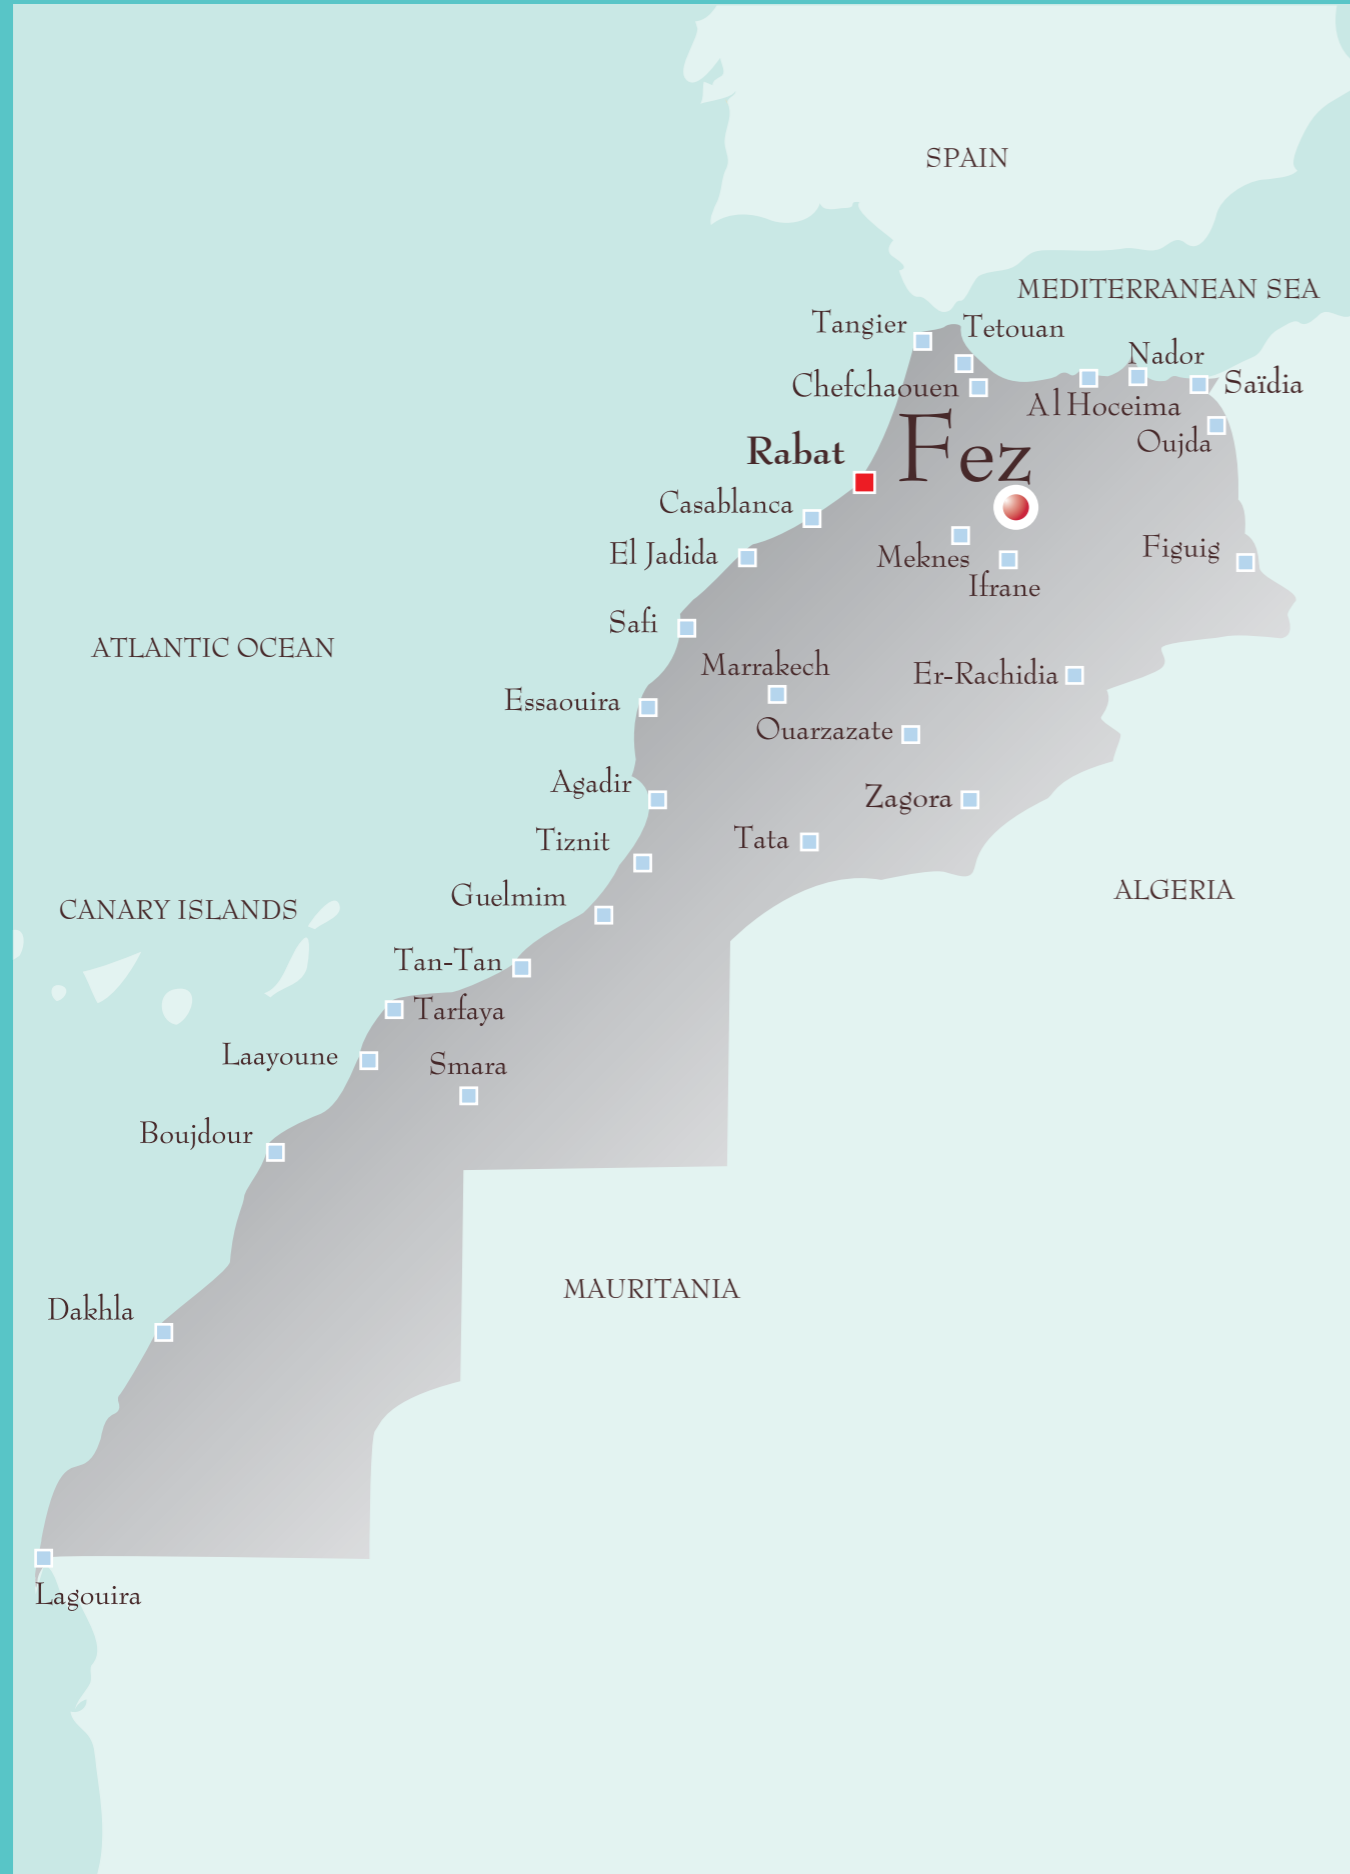 SPAIN
MEDITERRANEAN SEA
Tangier
Tetouan
Nador
Saïdia
Chefchaouen
Al Hoceima
Oujda
Fez
Rabat
Casablanca
El Jadida
Meknes
Ifrane
Figuig
Safi
ATLANTIC OCEAN
Marrakech
Er-Rachidia
Essaouira
Ouarzazate
Agadir
Zagora
Tiznit
Tata
ALGERIA
Guelmim
CANARY ISLANDS
Tan-Tan
Tarfaya
Laayoune
Smara
Boujdour
MAURITANIA
Dakhla
Lagouira